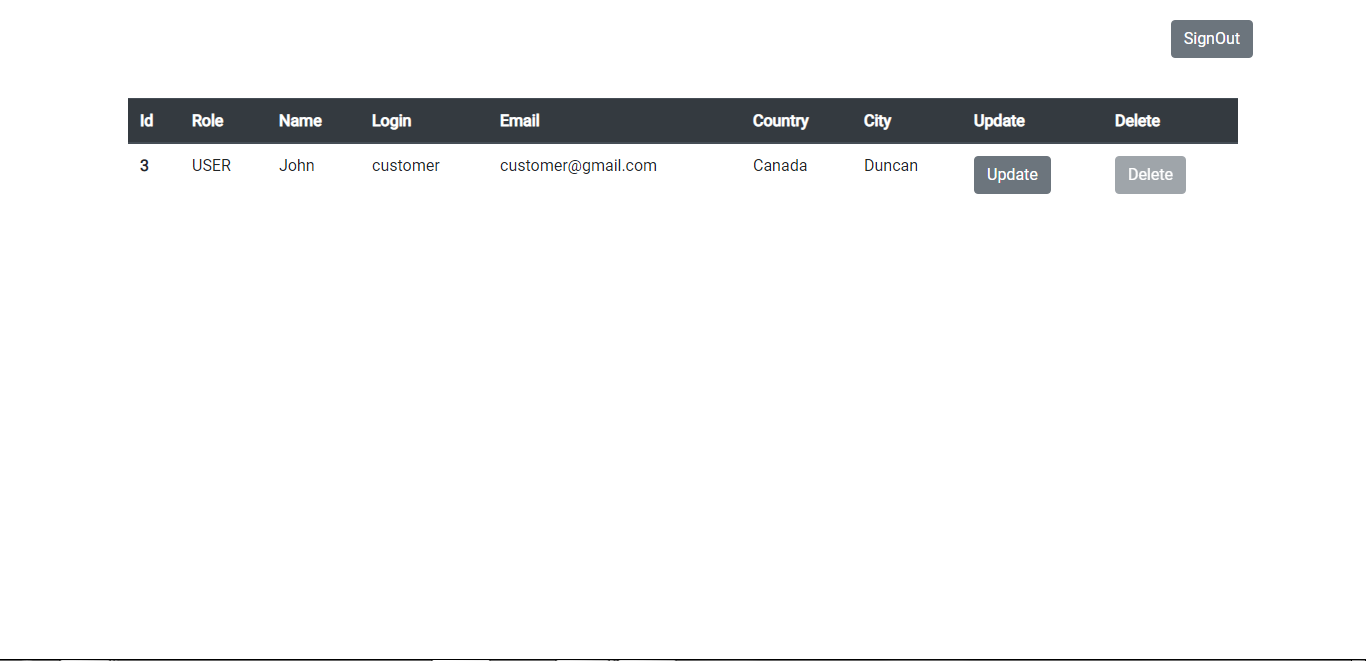 SignOut
Id Role Name Login Email Country City Update Delete
3 USER John customer customer@gmail.com Canada Duncan Update Delete